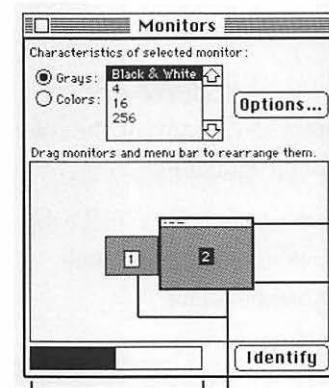 Monitors
Characteristics of selected monitor:
Grays: Black & White
Colors: 4
16
256
Options...
Drag monitors and menu bar to rearrange them.
1 2
Identify